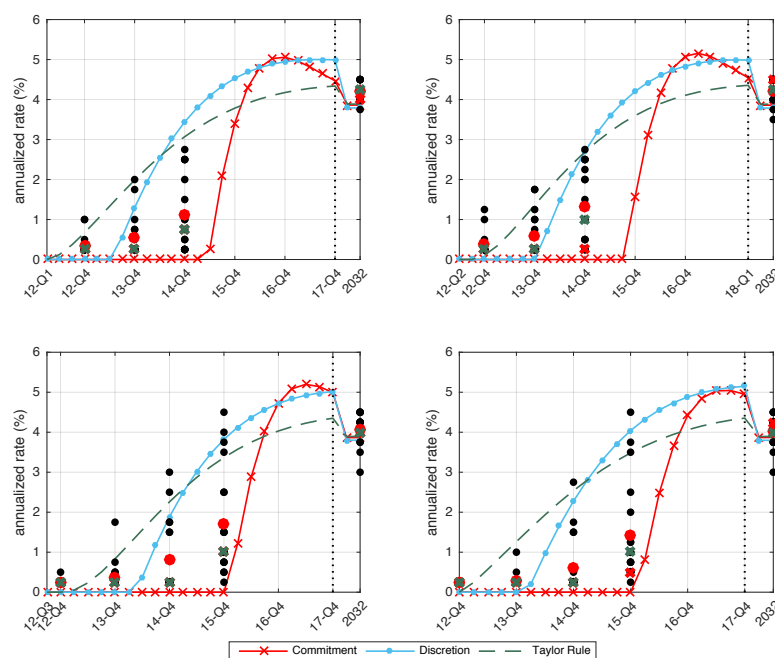 6
5
4
3
2
1
0
annualized rate (%)
12-Q1
12-Q4
13-Q4
14-Q4
15-Q4
16-Q4
17-Q4
2032
6
5
4
3
2
1
0
annualized rate (%)
12-Q2
12-Q4
13-Q4
14-Q4
15-Q4
16-Q4
18-Q1
2032
6
5
4
3
2
1
0
annualized rate (%)
12-Q3
12-Q4
13-Q4
14-Q4
15-Q4
16-Q4
17-Q4
2032
6
5
4
3
2
1
0
annualized rate (%)
12-Q4
13-Q4
14-Q4
15-Q4
16-Q4
17-Q4
2032
Commitment Discretion Taylor Rule